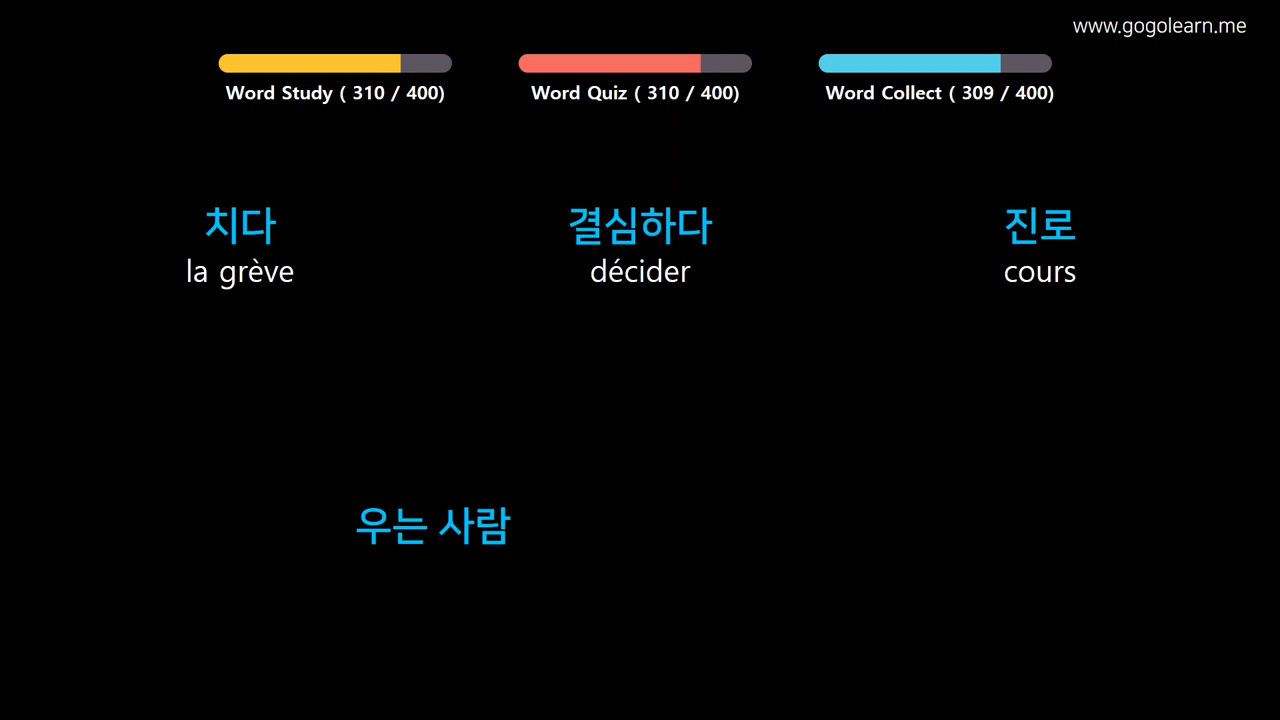 www.gogolearn.me
Word Study ( 310 / 400)
Word Quiz ( 310 / 400)
Word Collect ( 309 / 400)
치다
la grève
결심하다
décider
진로
cours
우는 사람